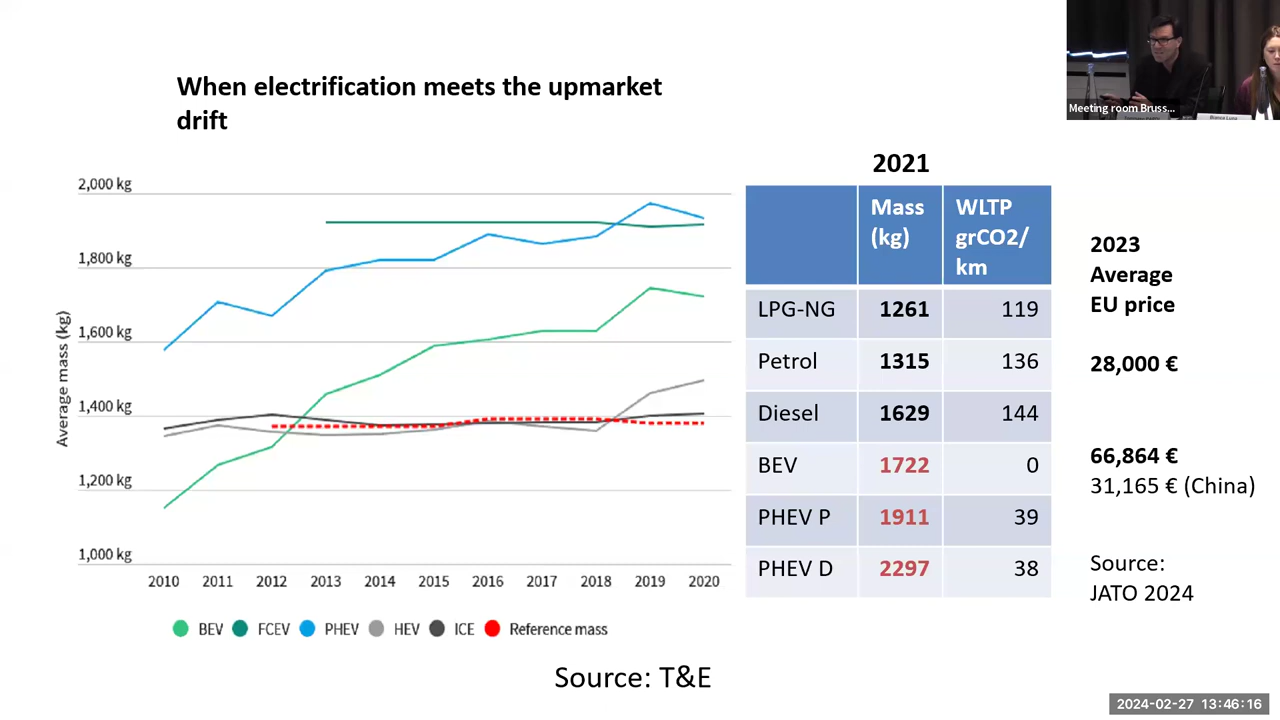 When electrification meets the upmarket
drift
Meeting room Bruss...
Bianca Luna
2,000 kg
1,800 kg
1,600 kg
1,400 kg
1,200 kg
1,000 kg
Average mass (kg)
2010 2011 2012 2013 2014 2015 2016 2017 2018 2019 2020
BEV FCEV PHEV HEV ICE Reference mass
Source: T&E
2021
Mass
(kg)
WLTP
grCO2/
km
LPG-NG 1261 119
Petrol 1315 136
Diesel 1629 144
BEV 1722 0
PHEV P 1911 39
PHEV D 2297 38
2023
Average
EU price
28,000 €
66,864 €
31,165 € (China)
Source:
JATO 2024
2024-02-27 13:46:16